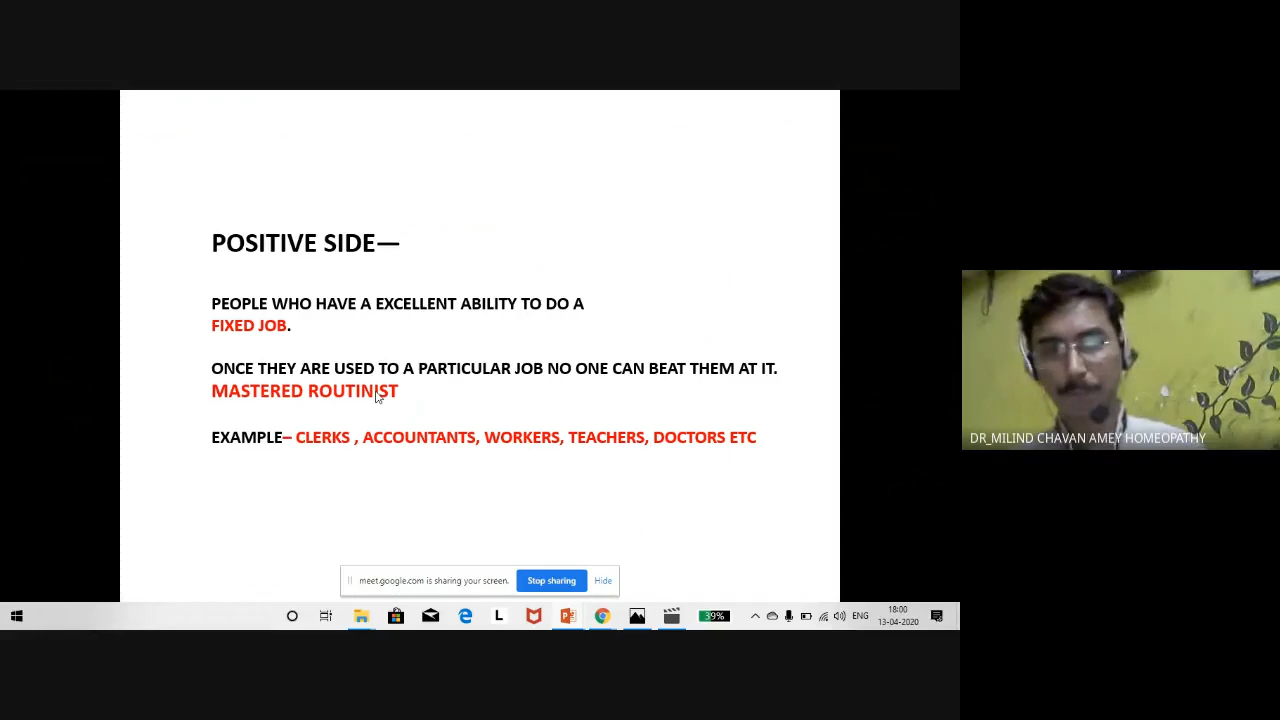 POSITIVE SIDE—
PEOPLE WHO HAVE A EXCELLENT ABILITY TO DO A
FIXED JOB.
ONCE THEY ARE USED TO A PARTICULAR JOB NO ONE CAN BEAT THEM AT IT.
MASTERED ROUTINIST
EXAMPLE– CLERKS , ACCOUNTANTS, WORKERS, TEACHERS, DOCTORS ETC
DR_MILIND CHAVAN AMEY HOMEOPATHY
meet.google.com is sharing your screen. Stop sharing Hide
L 39% ENG 18:00
13-04-2020